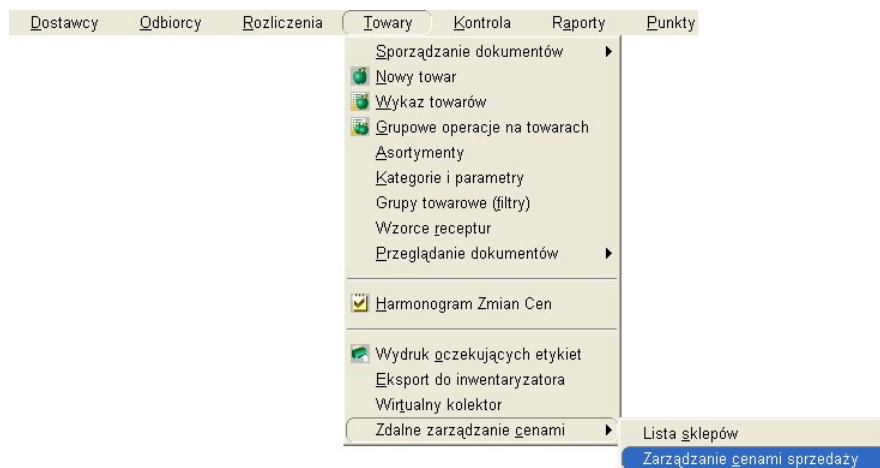 Dostawcy Odbiorcy Rozliczenia Towary Kontrola Raporty Punkty
Sporządzanie dokumentów
Nowy towar
Wykaz towarów
Grupowe operacje na towarach
Asortymenty
Kategorie i parametry
Grupy towarowe (filtry)
Wzorce receptur
Przeglądanie dokumentów
Harmonogram Zmian Cen
Wydruk oczekujących etykiet
Eksport do inwentaryzatora
Wirtualny kolektor
Zdalne zarządzanie cenami
Lista sklepów
Zarządzanie cenami sprzedaży